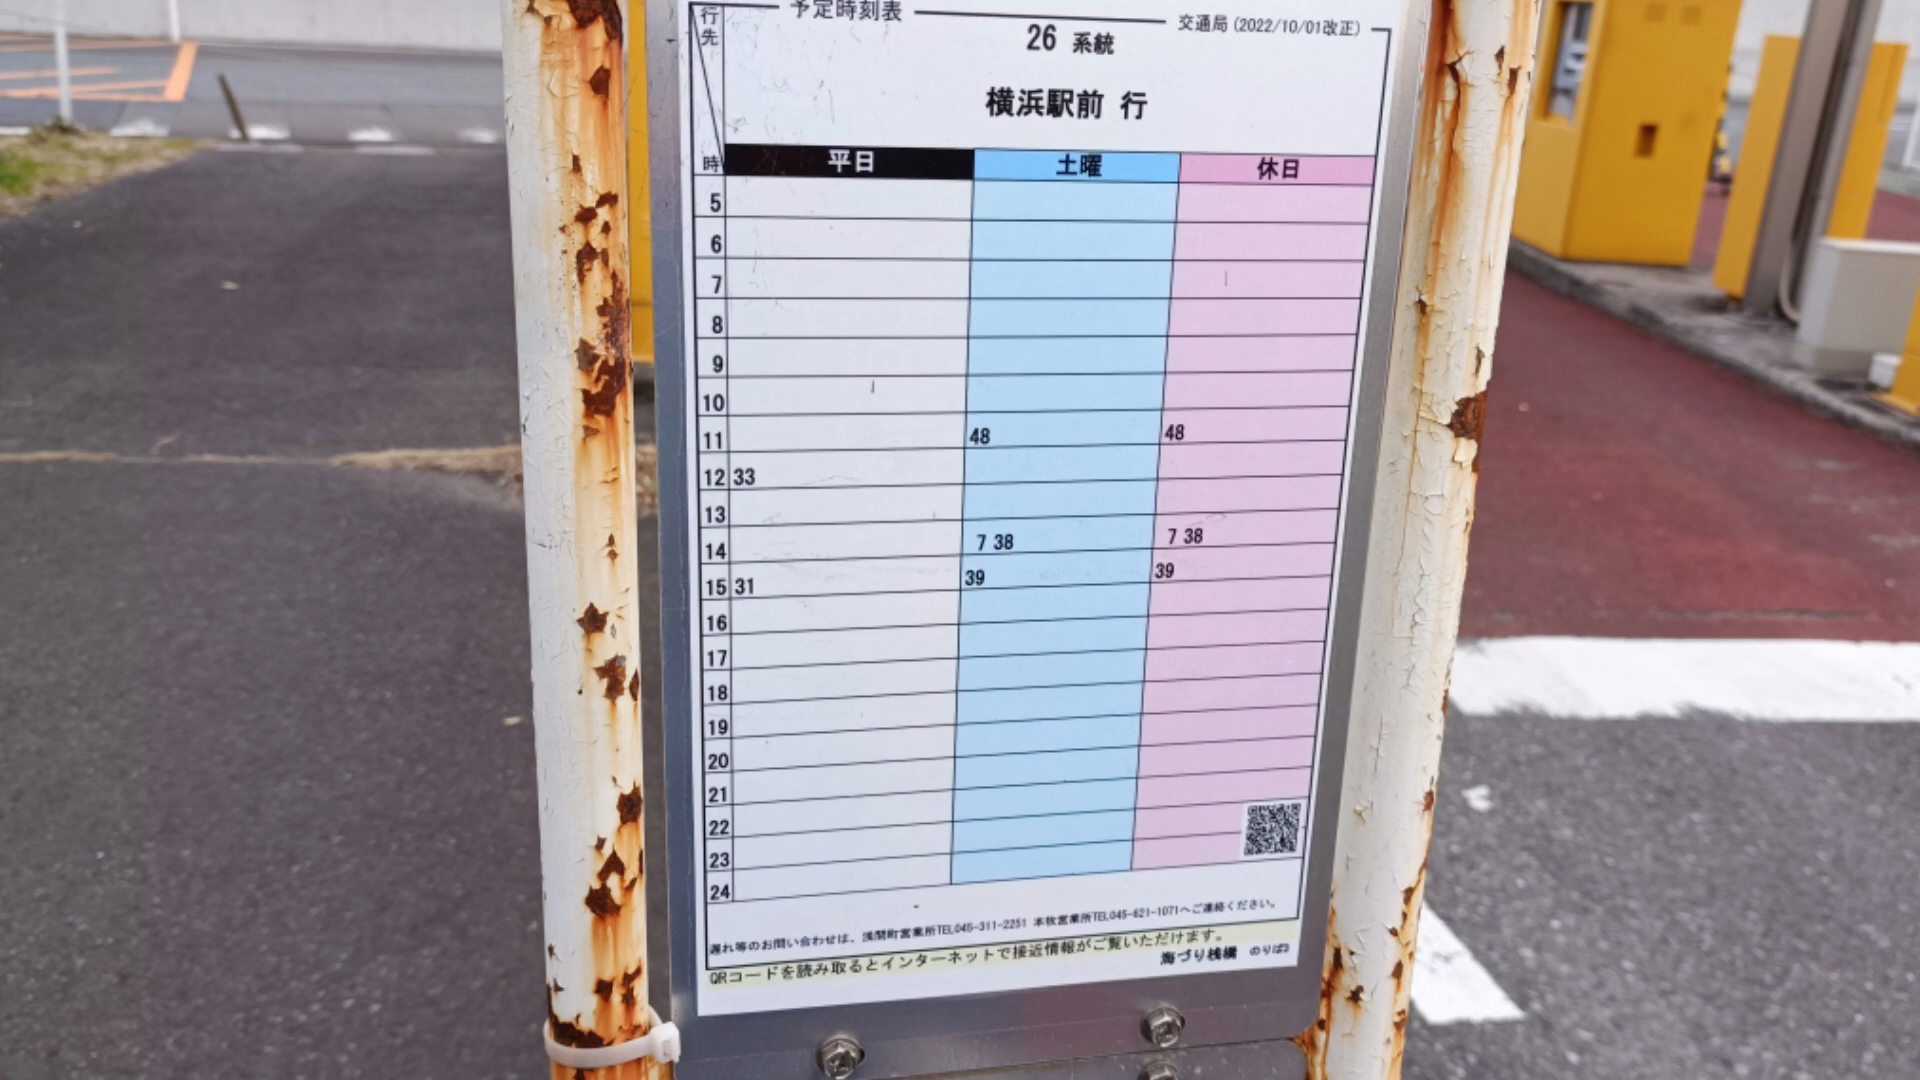 予定時刻表
交通局 (2022/10/01改正)
行先
26 系統
横浜駅前 行
時 平日 土曜 休日
5
6
7
8
9
10
11 48 48
12 33
13
14 7 38 7 38
15 31 39 39
16
17
18
19
20
21
22
23
24
遅れ等のお問い合わせは、浅間町営業所TEL045-311-2251 本牧営業所TEL045-621-1071へご連絡ください。
QRコードを読み取るとインターネットで接近情報がご覧いただけます。
海づり桟橋 のりば3